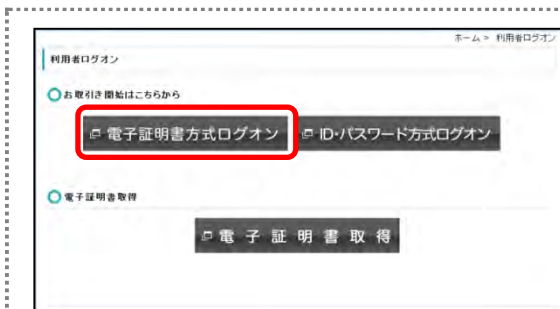 ホーム > 利用者ログオン
利用者ログオン
お取引き開始はこちらから
電子証明書方式ログオン ID・パスワード方式ログオン
電子証明書取得
電子証明書取得